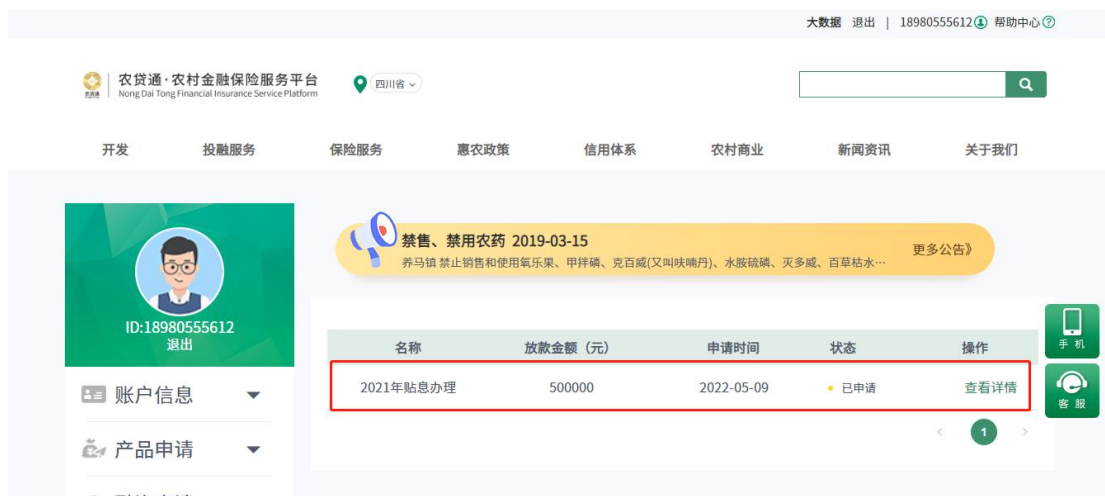 大数据 退出 | 18980555612 帮助中心
农贷通·农村金融保险服务平台
Nong Dai Tong Financial Insurance Service Platform
四川省
开发 投融服务 保险服务 惠农政策 信用体系 农村商业 新闻资讯 关于我们
禁售、禁用农药 2019-03-15
养马镇 禁止销售和使用氧乐果、甲拌磷、克百威(又叫呋喃丹)、水胺硫磷、灭多威、百草枯水…
更多公告》
ID:18980555612
退出
账户信息
产品申请
名称 放款金额（元） 申请时间 状态 操作
2021年贴息办理 500000 2022-05-09 已申请 查看详情
< 1 >
手机
客服